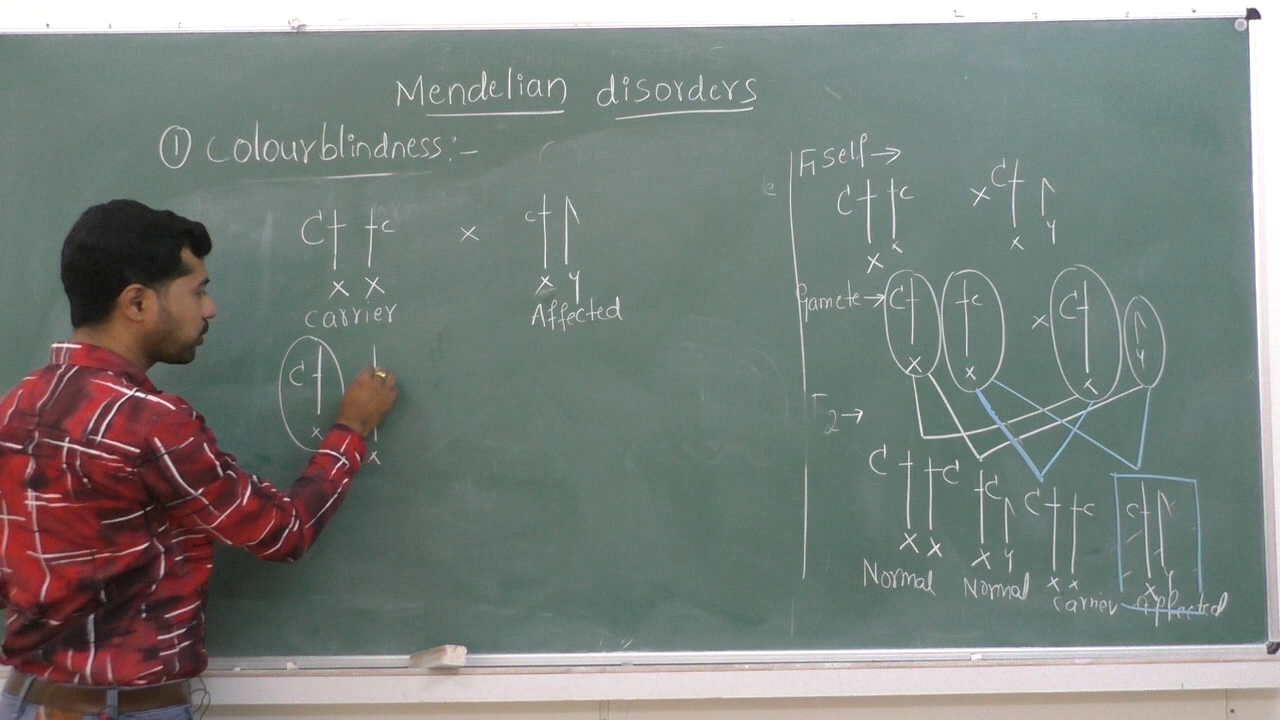 Mendelian disorders
① Colourblindness:-
C c × c
X X X Y
carrier Affected
C
X X
F1 self →
C c × C
X X X Y
Gamete → C c × C
X X X Y
F2 →
C C C C c c
X X X Y X X X Y
Normal Normal carrier affected